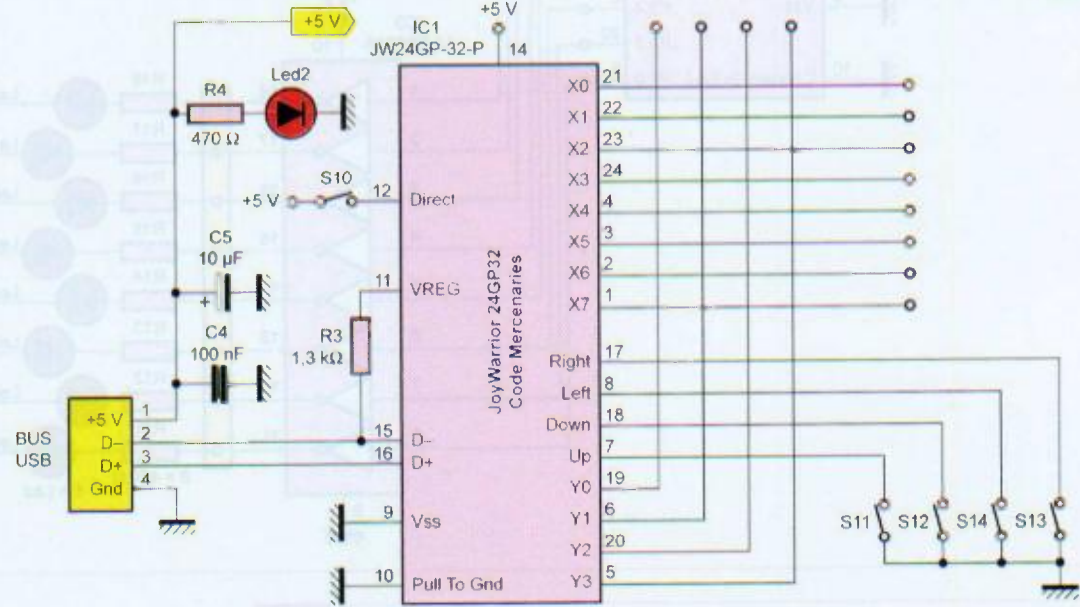 +5 V
+5 V
IC1
JW24GP-32-P
14
R4
470 Ω
Led2
+5 V
S10
12
Direct
C5
10 µF
+
11
VREG
R3
1,3 kΩ
C4
100 nF
JoyWarrior 24GP32
Code Mercenaries
BUS
USB
+5 V
1
D–
2
D+
3
Gnd
4
15
D–
16
D+
9
Vss
10
Pull To Gnd
X0
21
X1
22
X2
23
X3
24
X4
4
X5
3
X6
2
X7
1
Right
17
Left
8
Down
18
Up
7
Y0
19
Y1
6
Y2
20
Y3
5
S11
S12
S14
S13